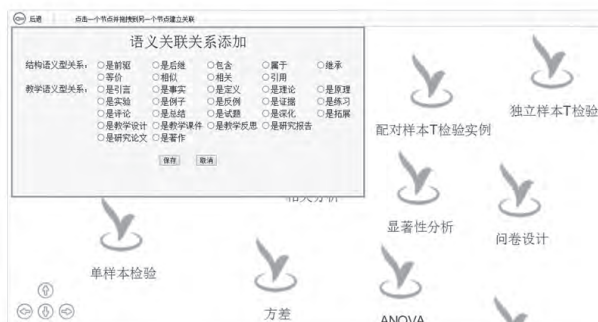 后退 点击一个节点并拖拽到另一个节点建立关联
语义关联关系添加
结构语义型关系： ○是前驱 ○是后继 ○包含 ○属于 ○继承
○等价 ○相似 ○相关 ○引用
教学语义型关系： ○是引言 ○是事实 ○是定义 ○是理论 ○是原理
○是实验 ○是例子 ○是反例 ○是证据 ○是练习
○是评论 ○是总结 ○是试题 ○是深化 ○是拓展
○是教学设计 ○是教学课件 ○是教学反思 ○是研究报告
○是研究论文 ○是著作
保存 取消
独立样本T检验
配对样本T检验实例
相关分析
显著性分析
问卷设计
单样本检验
方差
ANOVA